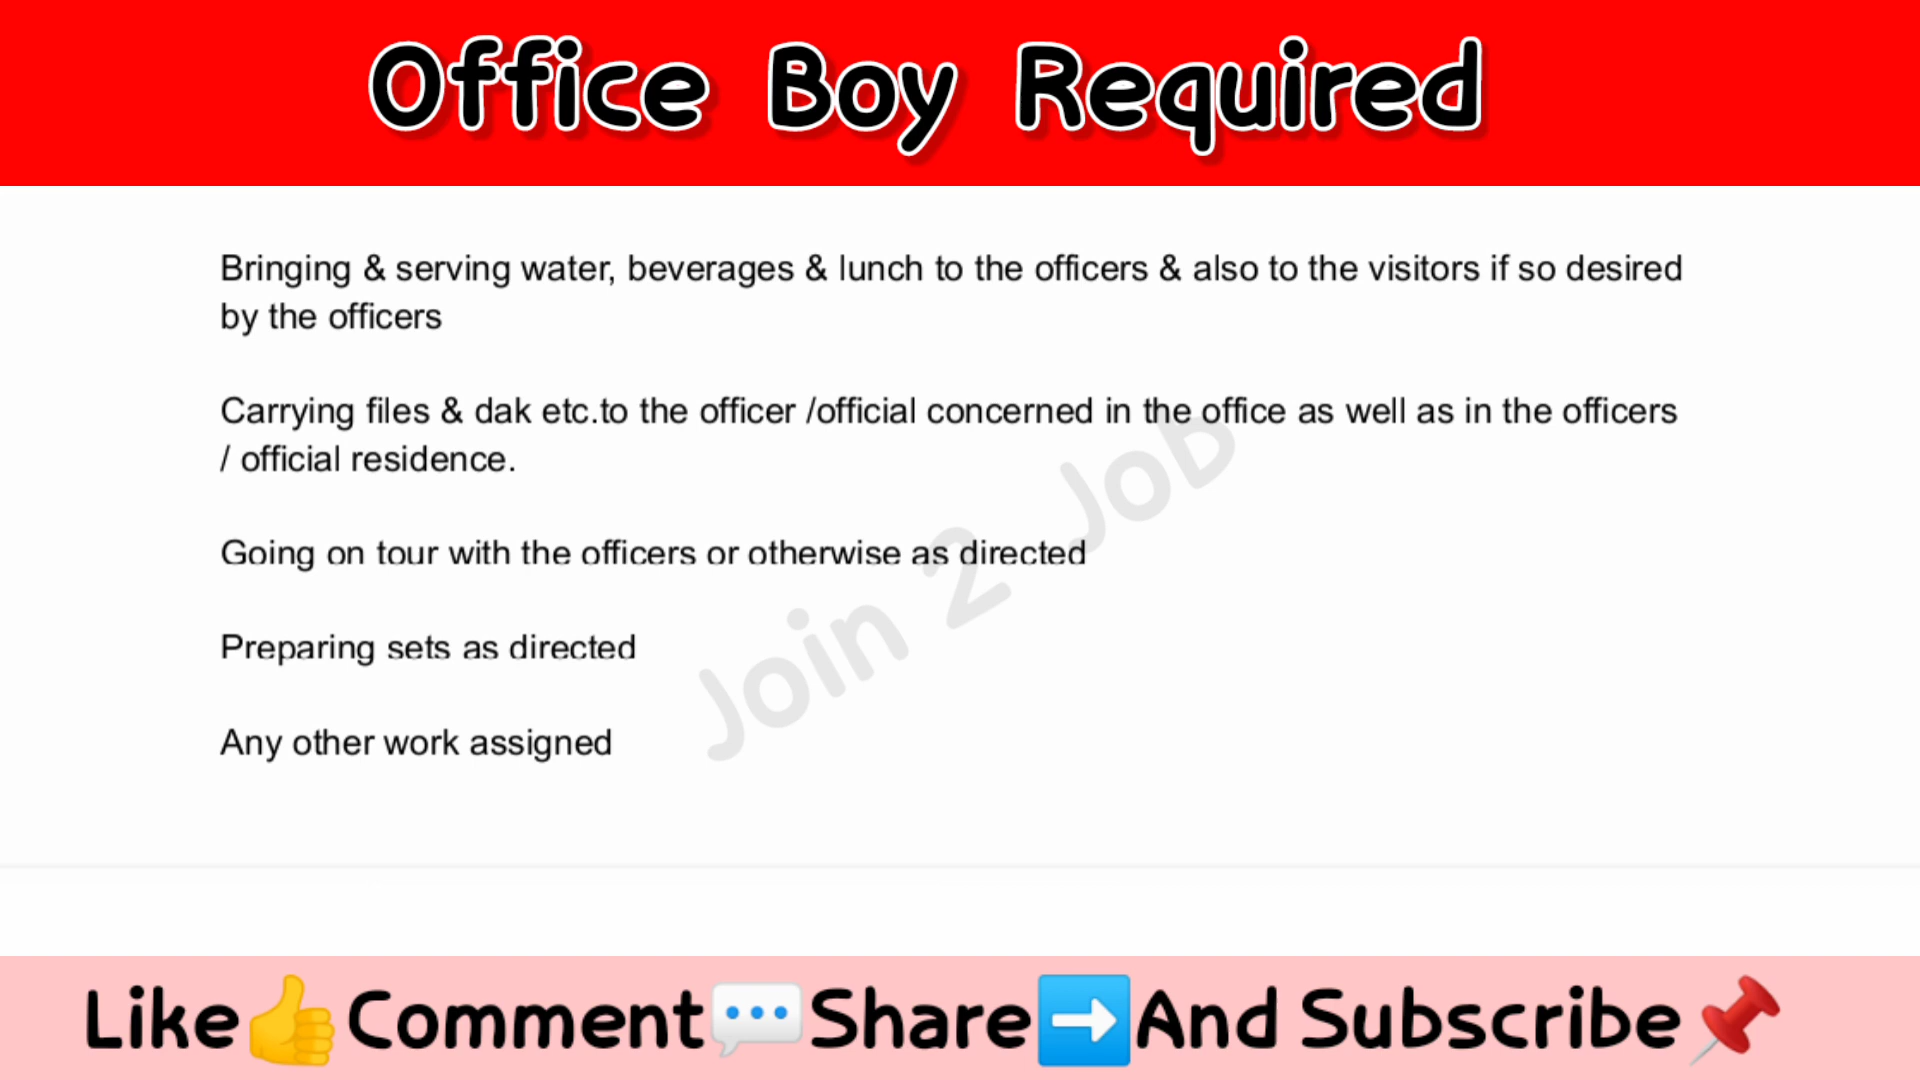 Office Boy Required
Bringing & serving water, beverages & lunch to the officers & also to the visitors if so desired
by the officers
Carrying files & dak etc.to the officer /official concerned in the office as well as in the officers
/ official residence.
Going on tour with the officers or otherwise as directed
Preparing sets as directed
Any other work assigned
Join 2 Job
Like👍Comment💬Share➡️And Subscribe📌